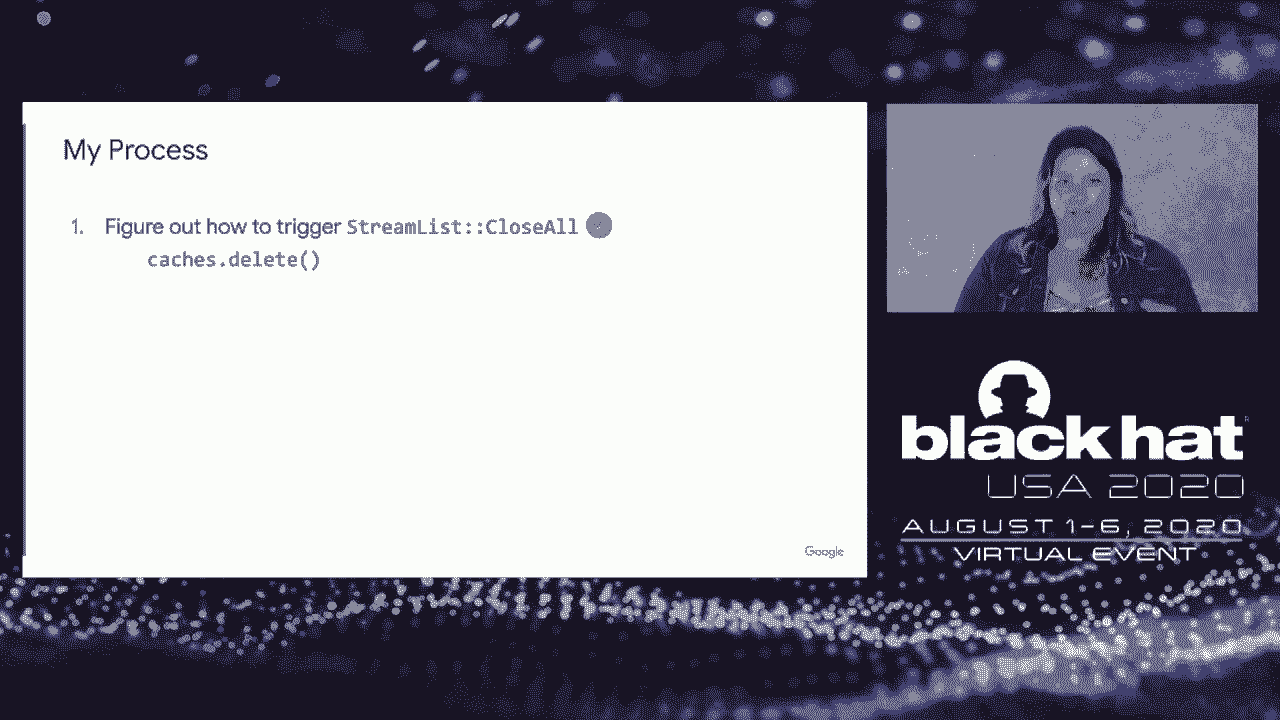 My Process
1. Figure out how to trigger StreamList::CloseAll
caches.delete()
Google
black hat
USA 2020
AUGUST 1-6, 2020
VIRTUAL EVENT